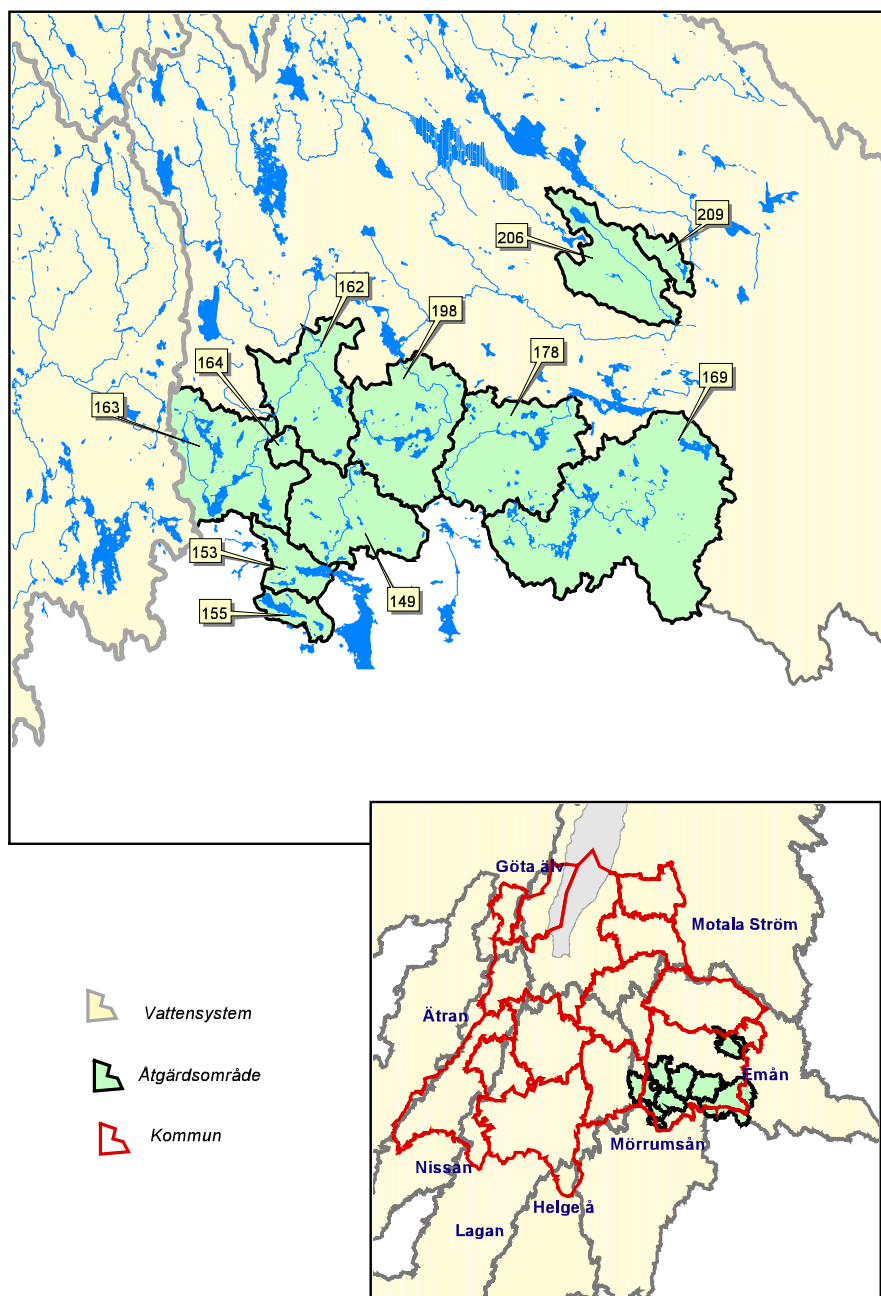 209
206
162
198
164
178
169
163
153
149
155
Göta älv
Motala Ström
Ätran
Emån
Mörrumsån
Nissan
Helge å
Lagan
Vattensystem
Åtgärdsområde
Kommun